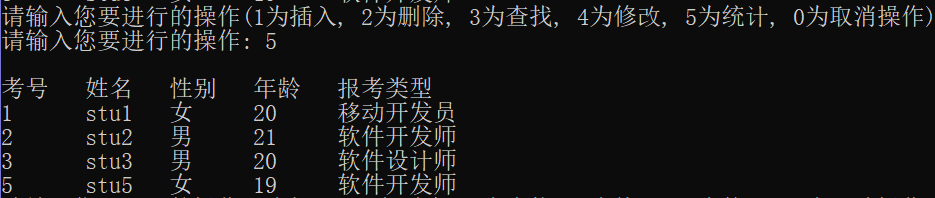 请输入您要进行的操作(1为插入, 2为删除, 3为查找, 4为修改, 5为统计, 0为取消操作)
请输入您要进行的操作: 5
考号 姓名 性别 年龄 报考类型
1 stu1 女 20 移动开发员
2 stu2 男 21 软件开发师
3 stu3 男 20 软件设计师
5 stu5 女 19 软件开发师